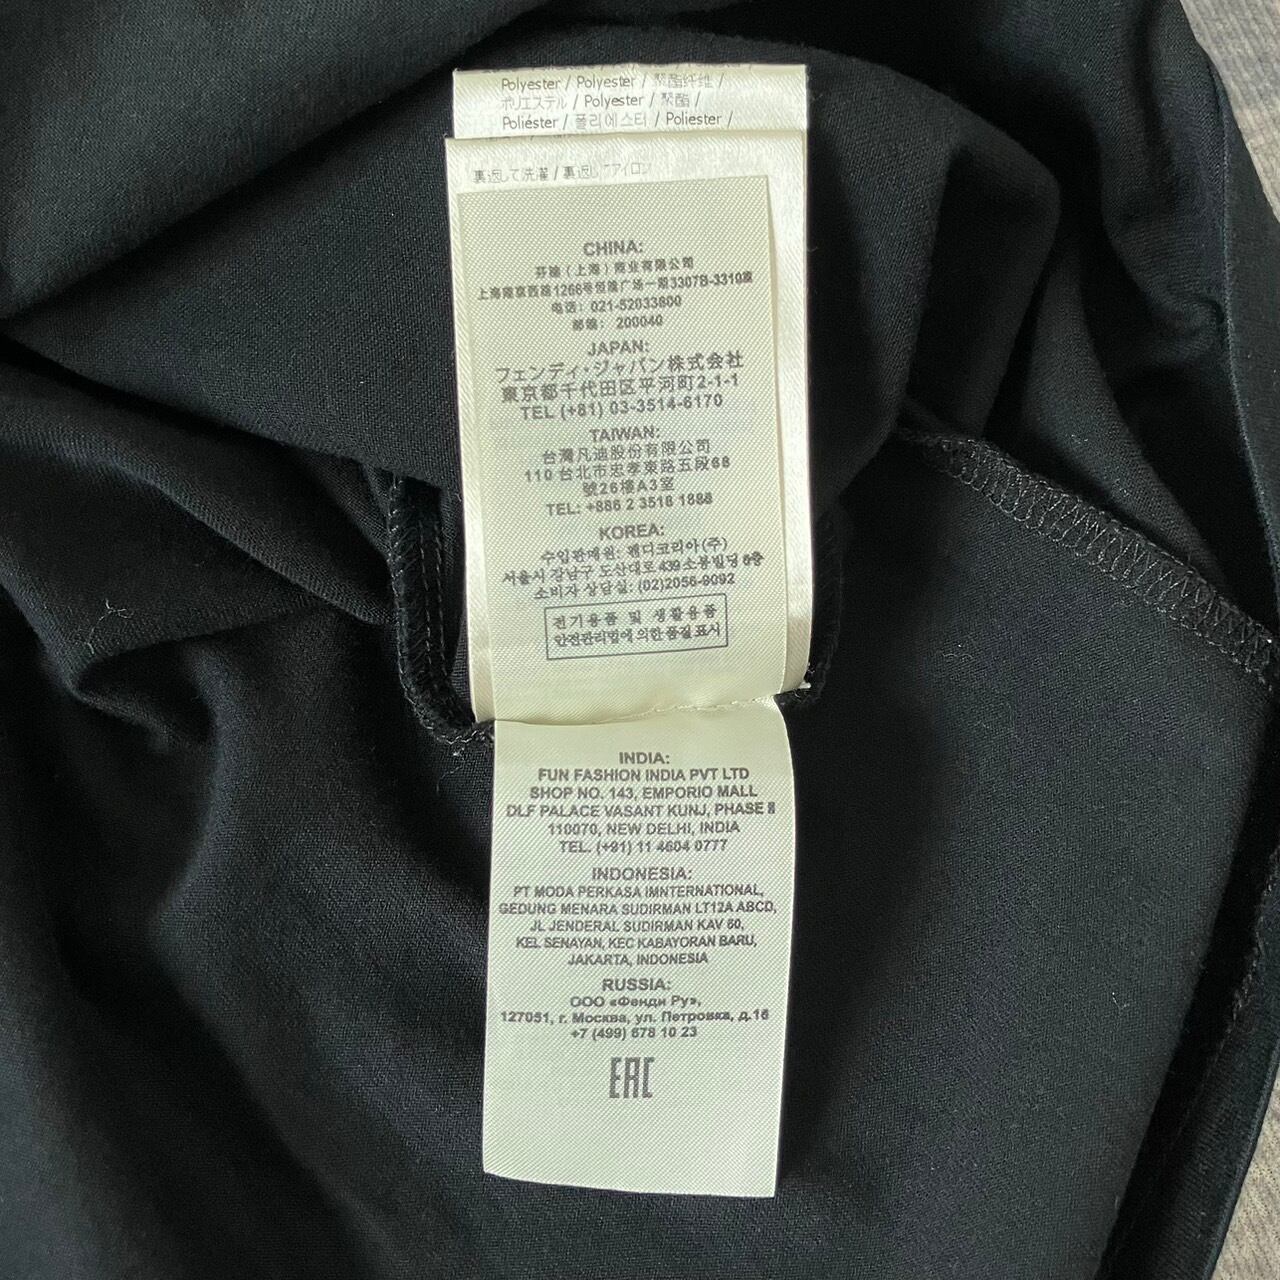 Polyester / Polyester / 聚酯纤维 /
ポリエステル / Polyester / 聚酯 /
Poliéster / 폴리에스터 / Poliester /
裏返して洗濯 / 裏返してアイロン
CHINA:
芬迪（上海）商业有限公司
上海南京西路1266号恒隆广场一期3307B-3310室
电话: 021-52033800
邮编: 200040
JAPAN:
フェンディ・ジャパン株式会社
東京都千代田区平河町2-1-1
TEL (+81) 03-3514-6170
TAIWAN:
台灣凡迪股份有限公司
110 台北市忠孝東路五段68
號26樓A3室
TEL: +886 2 3518 1888
KOREA:
수입판매원: 펜디코리아(주)
서울시 강남구 도산대로 439 소봉빌딩 6층
소비자 상담실: (02)2056-9092
전기용품 및 생활용품
안전관리법에 의한 품질 표시
INDIA:
FUN FASHION INDIA PVT LTD
SHOP NO. 143, EMPORIO MALL
DLF PALACE VASANT KUNJ, PHASE II
110070, NEW DELHI, INDIA
TEL. (+91) 11 4604 0777
INDONESIA:
PT MODA PERKASA IMNTERNATIONAL,
GEDUNG MENARA SUDIRMAN LT12A ABCD,
JL JENDERAL SUDIRMAN KAV 60,
KEL SENAYAN, KEC KABAYORAN BARU,
JAKARTA, INDONESIA
RUSSIA:
ООО «Фенди Ру»,
127051, г. Москва, ул. Петровка, д.16
+7 (499) 678 10 23
EAC